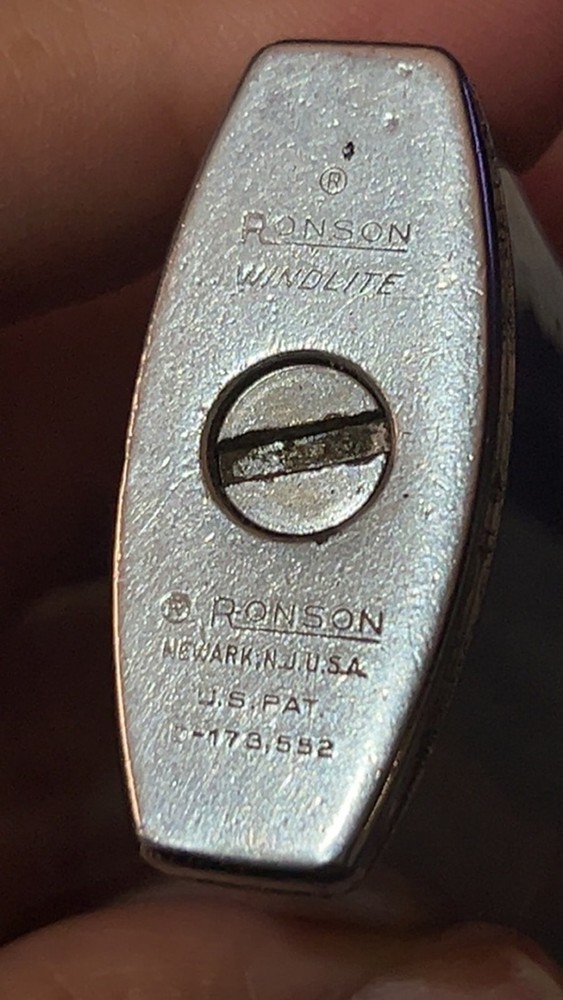 ®
RONSON
WINDLITE
® RONSON
NEWARK, N.J. U.S.A.
U.S. PAT.
D-173,552